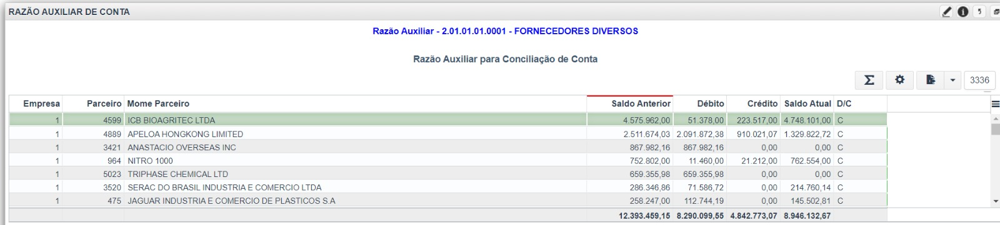 RAZÃO AUXILIAR DE CONTA
Razão Auxiliar - 2.01.01.01.0001 - FORNECEDORES DIVERSOS
Razão Auxiliar para Conciliação de Conta
3336
Empresa Parceiro Mome Parceiro Saldo Anterior Débito Crédito Saldo Atual D/C
1 4599 ICB BIOAGRITEC LTDA 4.575.962,00 51.378,00 223.517,00 4.748.101,00 C
1 4889 APELOA HONGKONG LIMITED 2.511.674,03 2.091.872,38 910.021,07 1.329.822,72 C
1 3421 ANASTACIO OVERSEAS INC 867.982,16 867.982,16 0,00 0,00 C
1 964 NITRO 1000 752.802,00 11.460,00 21.212,00 762.554,00 C
1 5023 TRIPHASE CHEMICAL LTD 659.355,98 659.355,98 0,00 0,00 C
1 3520 SERAC DO BRASIL INDUSTRIA E COMERCIO LTDA 286.346,86 71.586,72 0,00 214.760,14 C
1 475 JAGUAR INDUSTRIA E COMERCIO DE PLASTICOS S.A 258.247,00 112.744,19 0,00 145.502,81 C
12.393.459,15 8.290.099,55 4.842.773,07 8.946.132,67